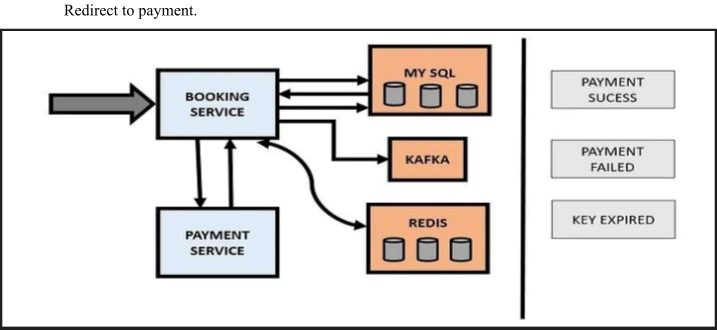 Redirect to payment.
MY SQL
BOOKING
SERVICE
KAFKA
REDIS
PAYMENT
SERVICE
PAYMENT
SUCESS
PAYMENT
FAILED
KEY EXPIRED